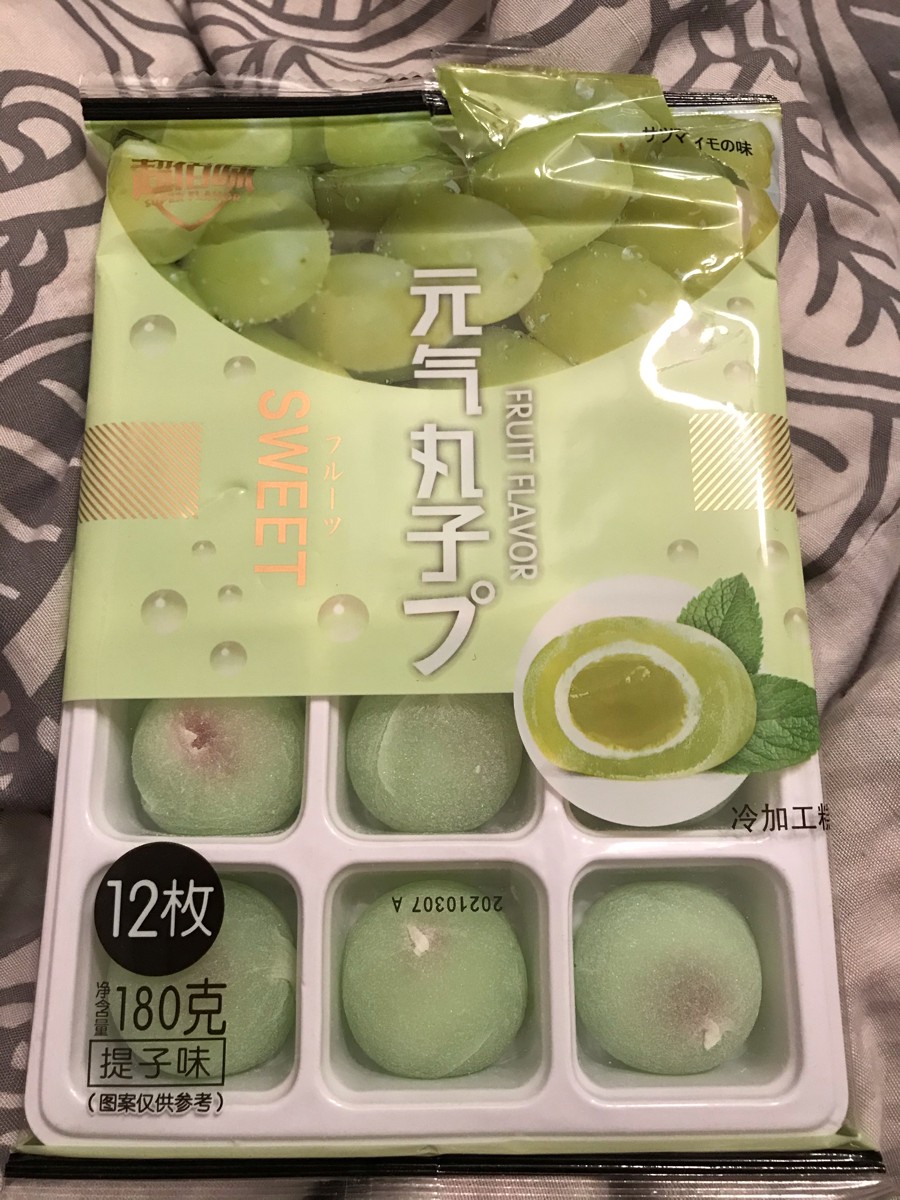 サツマイモの味
SUPER FLAVOUR
元气丸子プ
FRUIT FLAVOR
フルーツ
SWEET
冷加工糕
12枚
20210307 A
净含量
180克
提子味
(图案仅供参考)